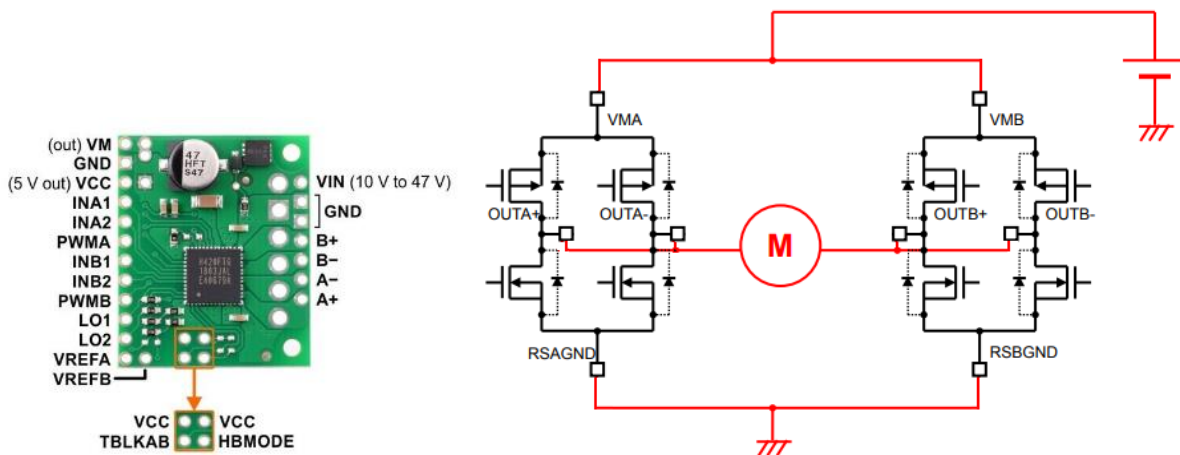 (out) VM
GND
(5 V out) VCC
INA1
INA2
PWMA
INB1
INB2
PWMB
LO1
LO2
VREFA
VREFB
47
HFT
S47
VIN (10 V to 47 V)
GND
B+
B−
A−
A+
VCC VCC
TBLKAB HBMODE
VMA VMB
OUTA+ OUTA- OUTB+ OUTB-
M
RSAGND RSBGND